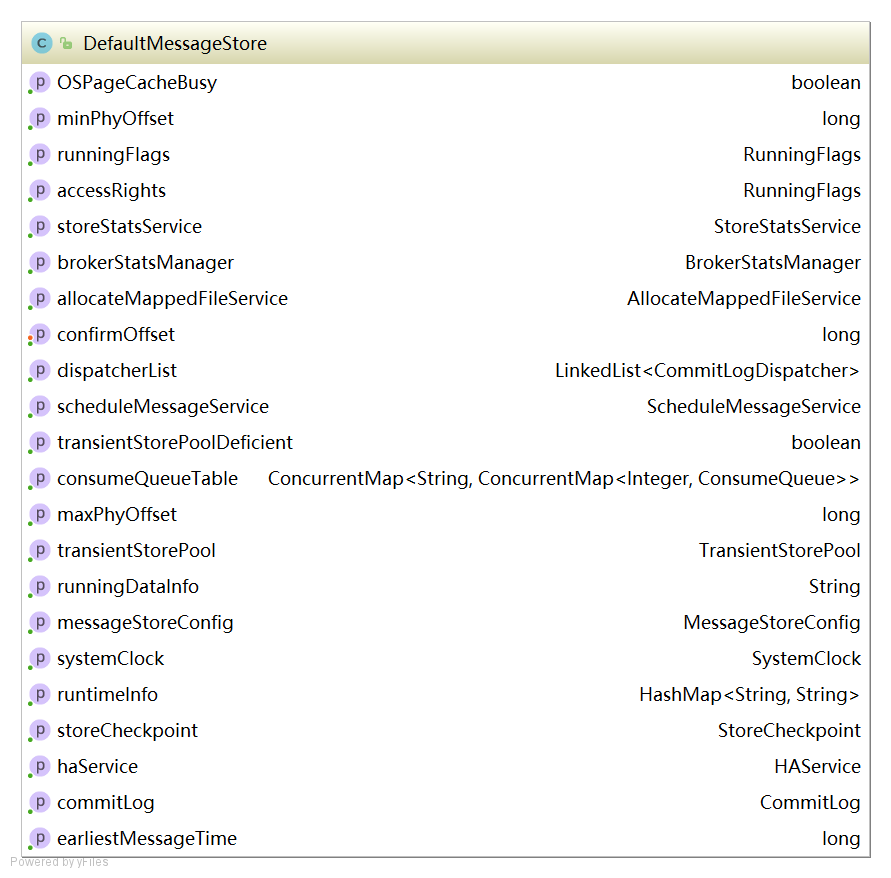 C DefaultMessageStore
p OSPageCacheBusy boolean
p minPhyOffset long
p runningFlags RunningFlags
p accessRights RunningFlags
p storeStatsService StoreStatsService
p brokerStatsManager BrokerStatsManager
p allocateMappedFileService AllocateMappedFileService
p confirmOffset long
p dispatcherList LinkedList<CommitLogDispatcher>
p scheduleMessageService ScheduleMessageService
p transientStorePoolDeficient boolean
p consumeQueueTable ConcurrentMap<String, ConcurrentMap<Integer, ConsumeQueue>>
p maxPhyOffset long
p transientStorePool TransientStorePool
p runningDataInfo String
p messageStoreConfig MessageStoreConfig
p systemClock SystemClock
p runtimeInfo HashMap<String, String>
p storeCheckpoint StoreCheckpoint
p haService HAService
p commitLog CommitLog
p earliestMessageTime long
Powered by yFiles